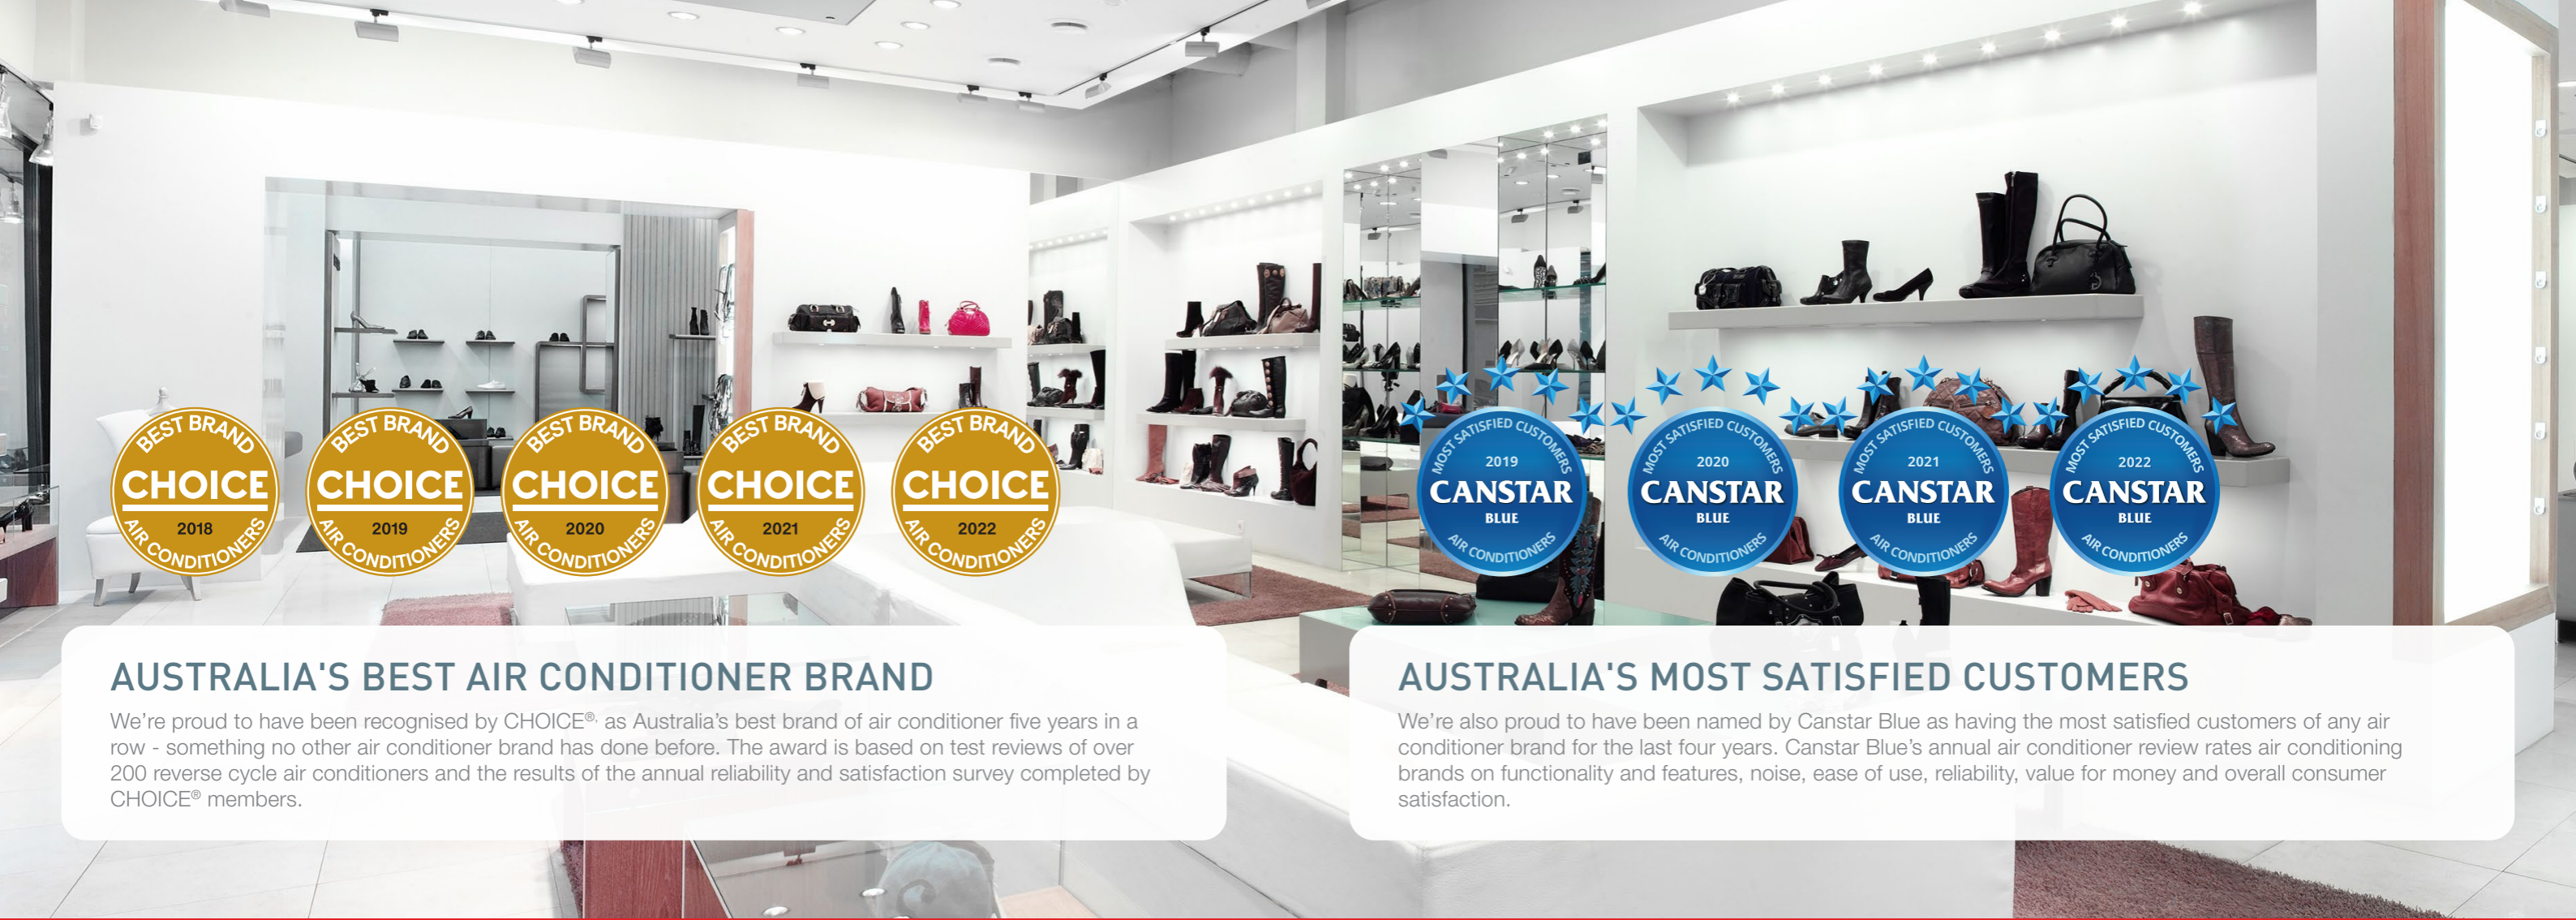 BEST BRAND
CHOICE
2018
AIR CONDITIONERS
BEST BRAND
CHOICE
2019
AIR CONDITIONERS
BEST BRAND
CHOICE
2020
AIR CONDITIONERS
BEST BRAND
CHOICE
2021
AIR CONDITIONERS
BEST BRAND
CHOICE
2022
AIR CONDITIONERS
AUSTRALIA'S BEST AIR CONDITIONER BRAND
We’re proud to have been recognised by CHOICE®, as Australia’s best brand of air conditioner five years in a
row - something no other air conditioner brand has done before. The award is based on test reviews of over
200 reverse cycle air conditioners and the results of the annual reliability and satisfaction survey completed by
CHOICE® members.
MOST SATISFIED CUSTOMERS
2019
CANSTAR
BLUE
AIR CONDITIONERS
MOST SATISFIED CUSTOMERS
2020
CANSTAR
BLUE
AIR CONDITIONERS
MOST SATISFIED CUSTOMERS
2021
CANSTAR
BLUE
AIR CONDITIONERS
MOST SATISFIED CUSTOMERS
2022
CANSTAR
BLUE
AIR CONDITIONERS
AUSTRALIA'S MOST SATISFIED CUSTOMERS
We’re also proud to have been named by Canstar Blue as having the most satisfied customers of any air
conditioner brand for the last four years. Canstar Blue’s annual air conditioner review rates air conditioning
brands on functionality and features, noise, ease of use, reliability, value for money and overall consumer
satisfaction.